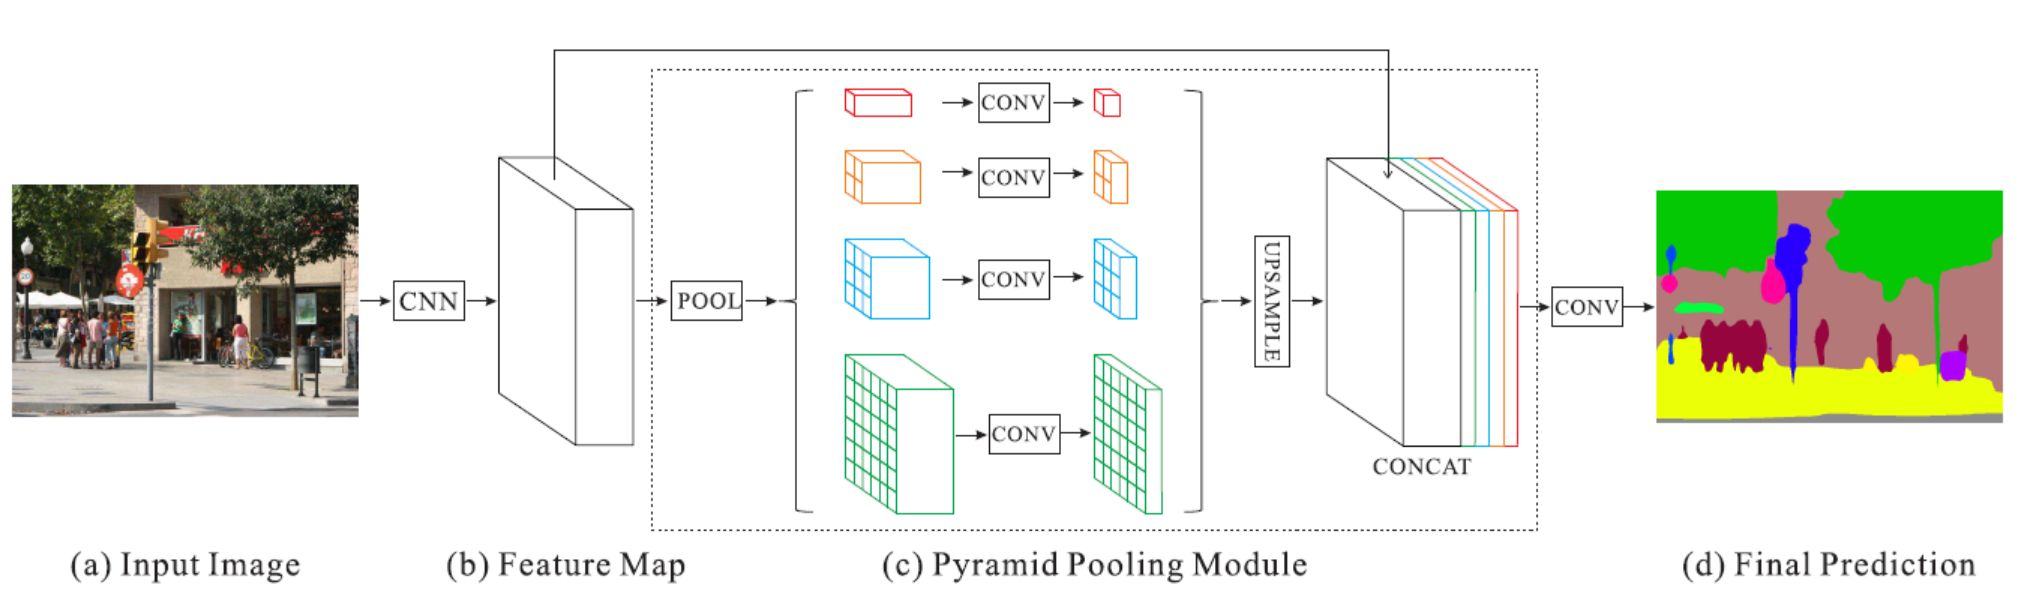 CNN
POOL
CONV
CONV
CONV
CONV
UPSAMPLE
CONCAT
CONV
(a) Input Image
(b) Feature Map
(c) Pyramid Pooling Module
(d) Final Prediction